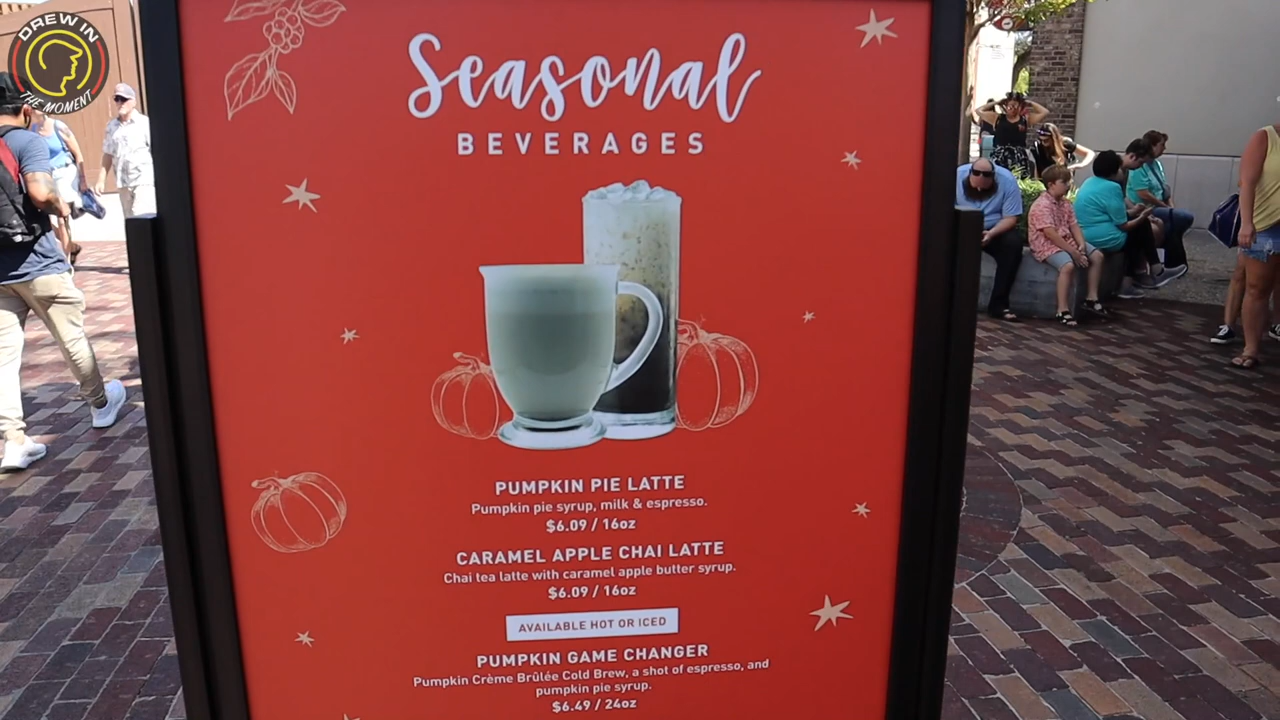 DREW IN
THE MOMENT
Seasonal
BEVERAGES
PUMPKIN PIE LATTE
Pumpkin pie syrup, milk & espresso.
$6.09 / 16oz
CARAMEL APPLE CHAI LATTE
Chai tea latte with caramel apple butter syrup.
$6.09 / 16oz
AVAILABLE HOT OR ICED
PUMPKIN GAME CHANGER
Pumpkin Crème Brûlée Cold Brew, a shot of espresso, and
pumpkin pie syrup.
$6.49 / 24oz